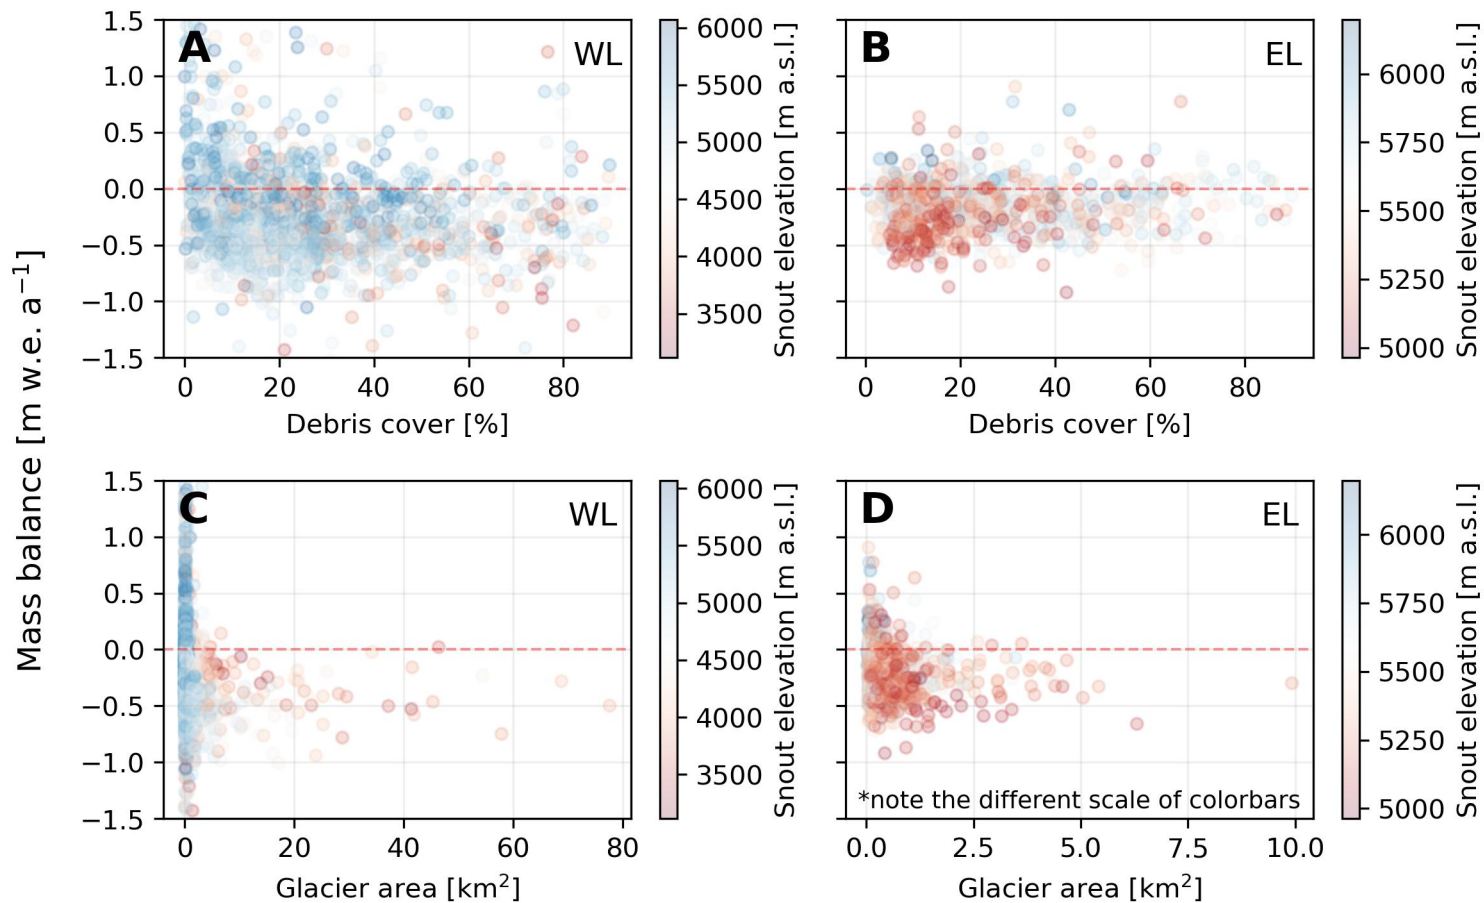 Mass balance [m w.e. a⁻¹]
A
WL
1.5
1.0
0.5
0.0
−0.5
−1.0
−1.5
0 20 40 60 80
Debris cover [%]
6000
5500
5000
4500
4000
3500
Snout elevation [m a.s.l.]
B
EL
0 20 40 60 80
Debris cover [%]
6000
5750
5500
5250
5000
Snout elevation [m a.s.l.]
C
WL
1.5
1.0
0.5
0.0
−0.5
−1.0
−1.5
0 20 40 60 80
Glacier area [km²]
6000
5500
5000
4500
4000
3500
Snout elevation [m a.s.l.]
D
EL
*note the different scale of colorbars
0.0 2.5 5.0 7.5 10.0
Glacier area [km²]
6000
5750
5500
5250
5000
Snout elevation [m a.s.l.]